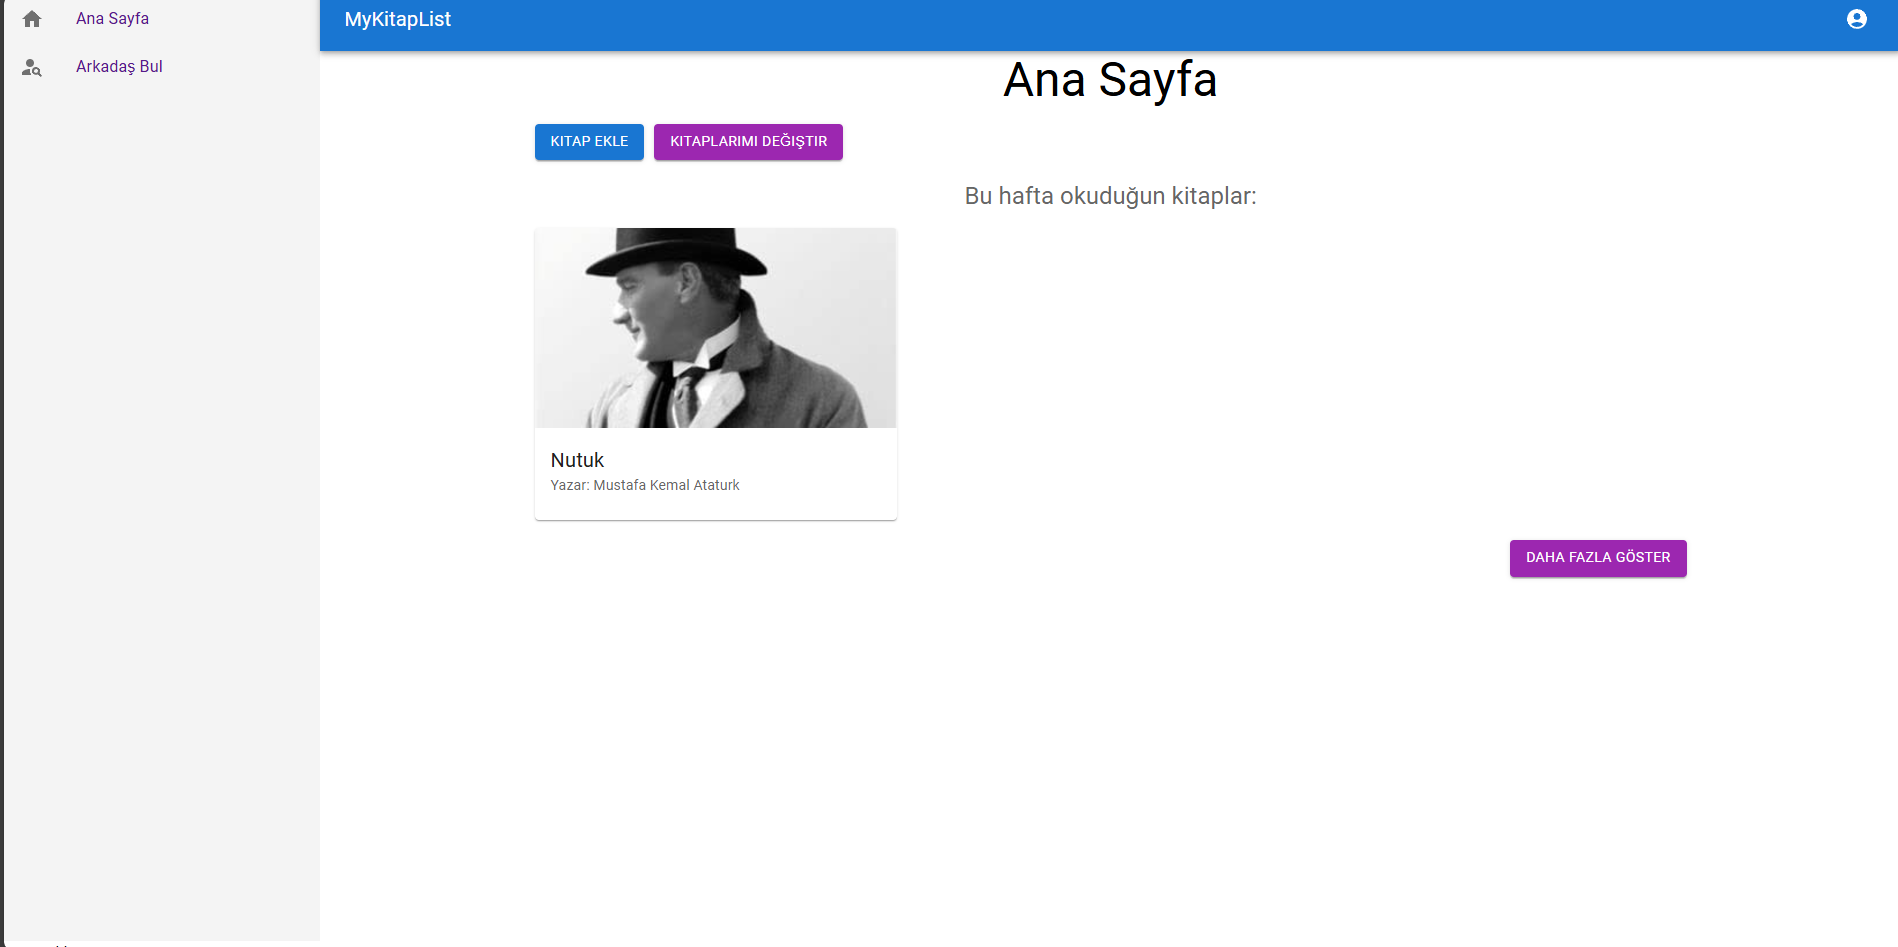 Ana Sayfa
Arkadaş Bul
MyKitapList
Ana Sayfa
KITAP EKLE
KITAPLARIMI DEĞIŞTIR
Bu hafta okuduğun kitaplar:
Nutuk
Yazar: Mustafa Kemal Ataturk
DAHA FAZLA GÖSTER